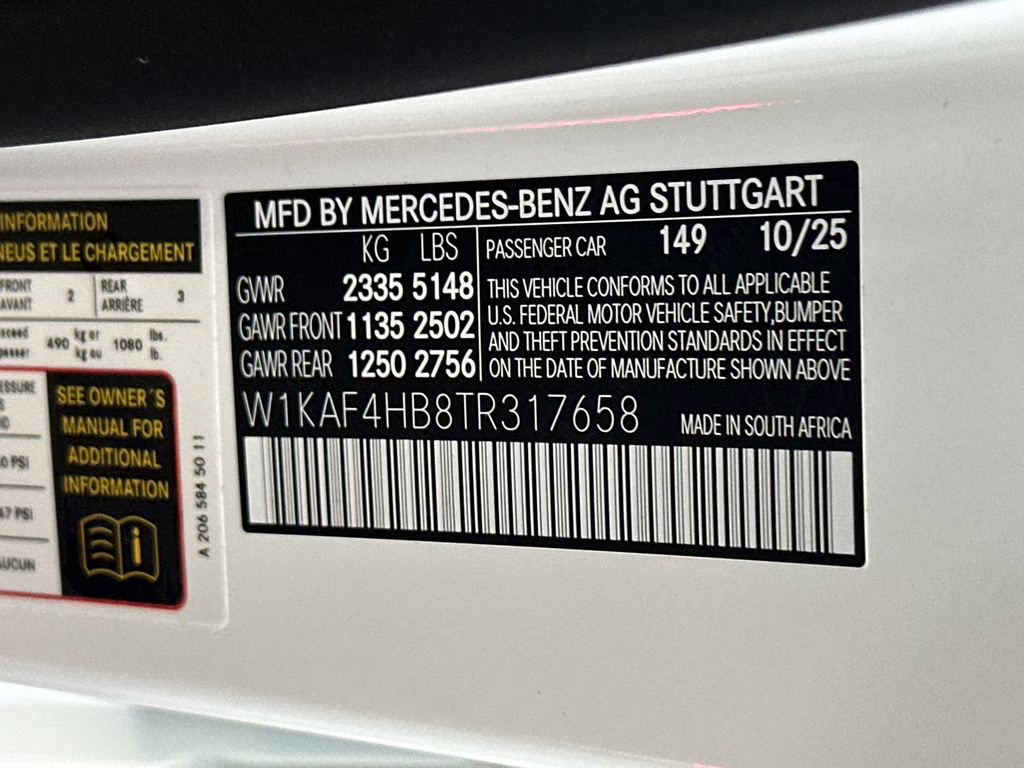 INFORMATION
NEUS ET LE CHARGEMENT
FRONT
AVANT
2
REAR
ARRIÈRE
3
490
kg or
kg ou
1080
lbs.
lb.
SEE OWNER´S
MANUAL FOR
ADDITIONAL
INFORMATION
i
A 206 584 50 11
MFD BY MERCEDES-BENZ AG STUTTGART
KG LBS
GVWR 2335 5148
GAWR FRONT 1135 2502
GAWR REAR 1250 2756
PASSENGER CAR 149 10/25
THIS VEHICLE CONFORMS TO ALL APPLICABLE
U.S. FEDERAL MOTOR VEHICLE SAFETY,BUMPER
AND THEFT PREVENTION STANDARDS IN EFFECT
ON THE DATE OF MANUFACTURE SHOWN ABOVE
W1KAF4HB8TR317658
MADE IN SOUTH AFRICA